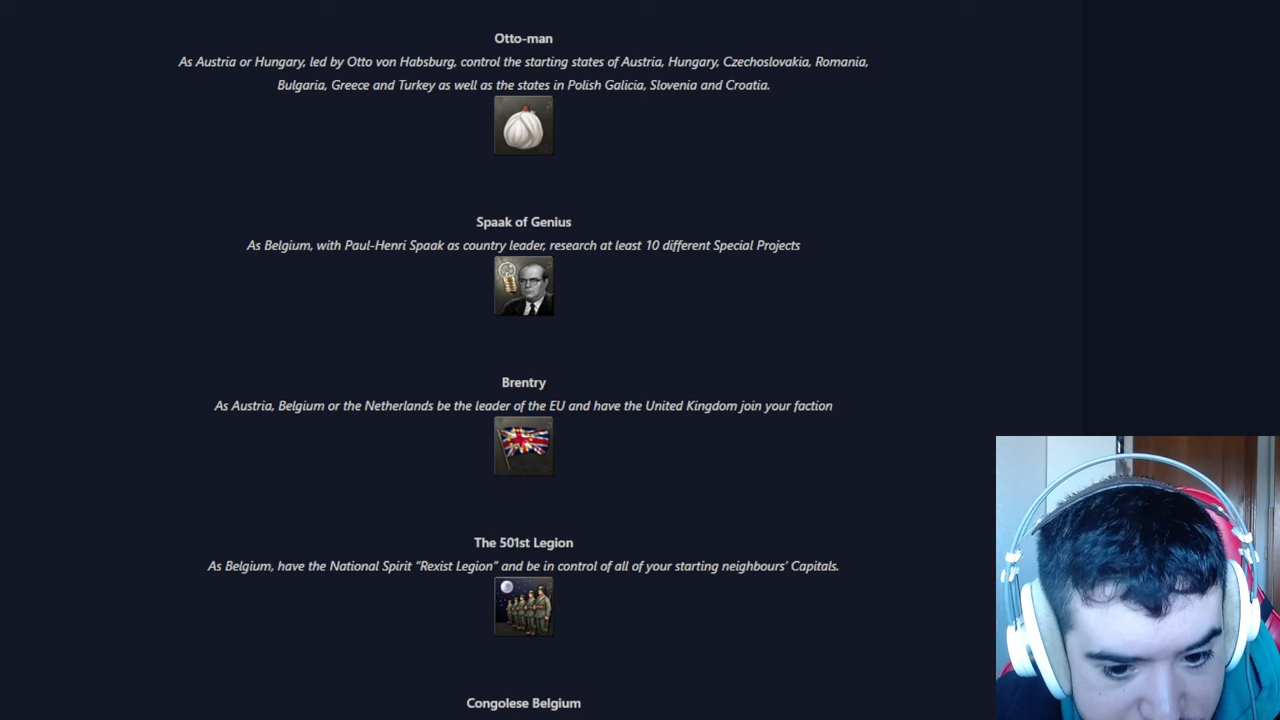 Otto-man
As Austria or Hungary, led by Otto von Habsburg, control the starting states of Austria, Hungary, Czechoslovakia, Romania,
Bulgaria, Greece and Turkey as well as the states in Polish Galicia, Slovenia and Croatia.
Spaak of Genius
As Belgium, with Paul-Henri Spaak as country leader, research at least 10 different Special Projects
Brentry
As Austria, Belgium or the Netherlands be the leader of the EU and have the United Kingdom join your faction
The 501st Legion
As Belgium, have the National Spirit “Rexist Legion” and be in control of all of your starting neighbours’ Capitals.
Congolese Belgium